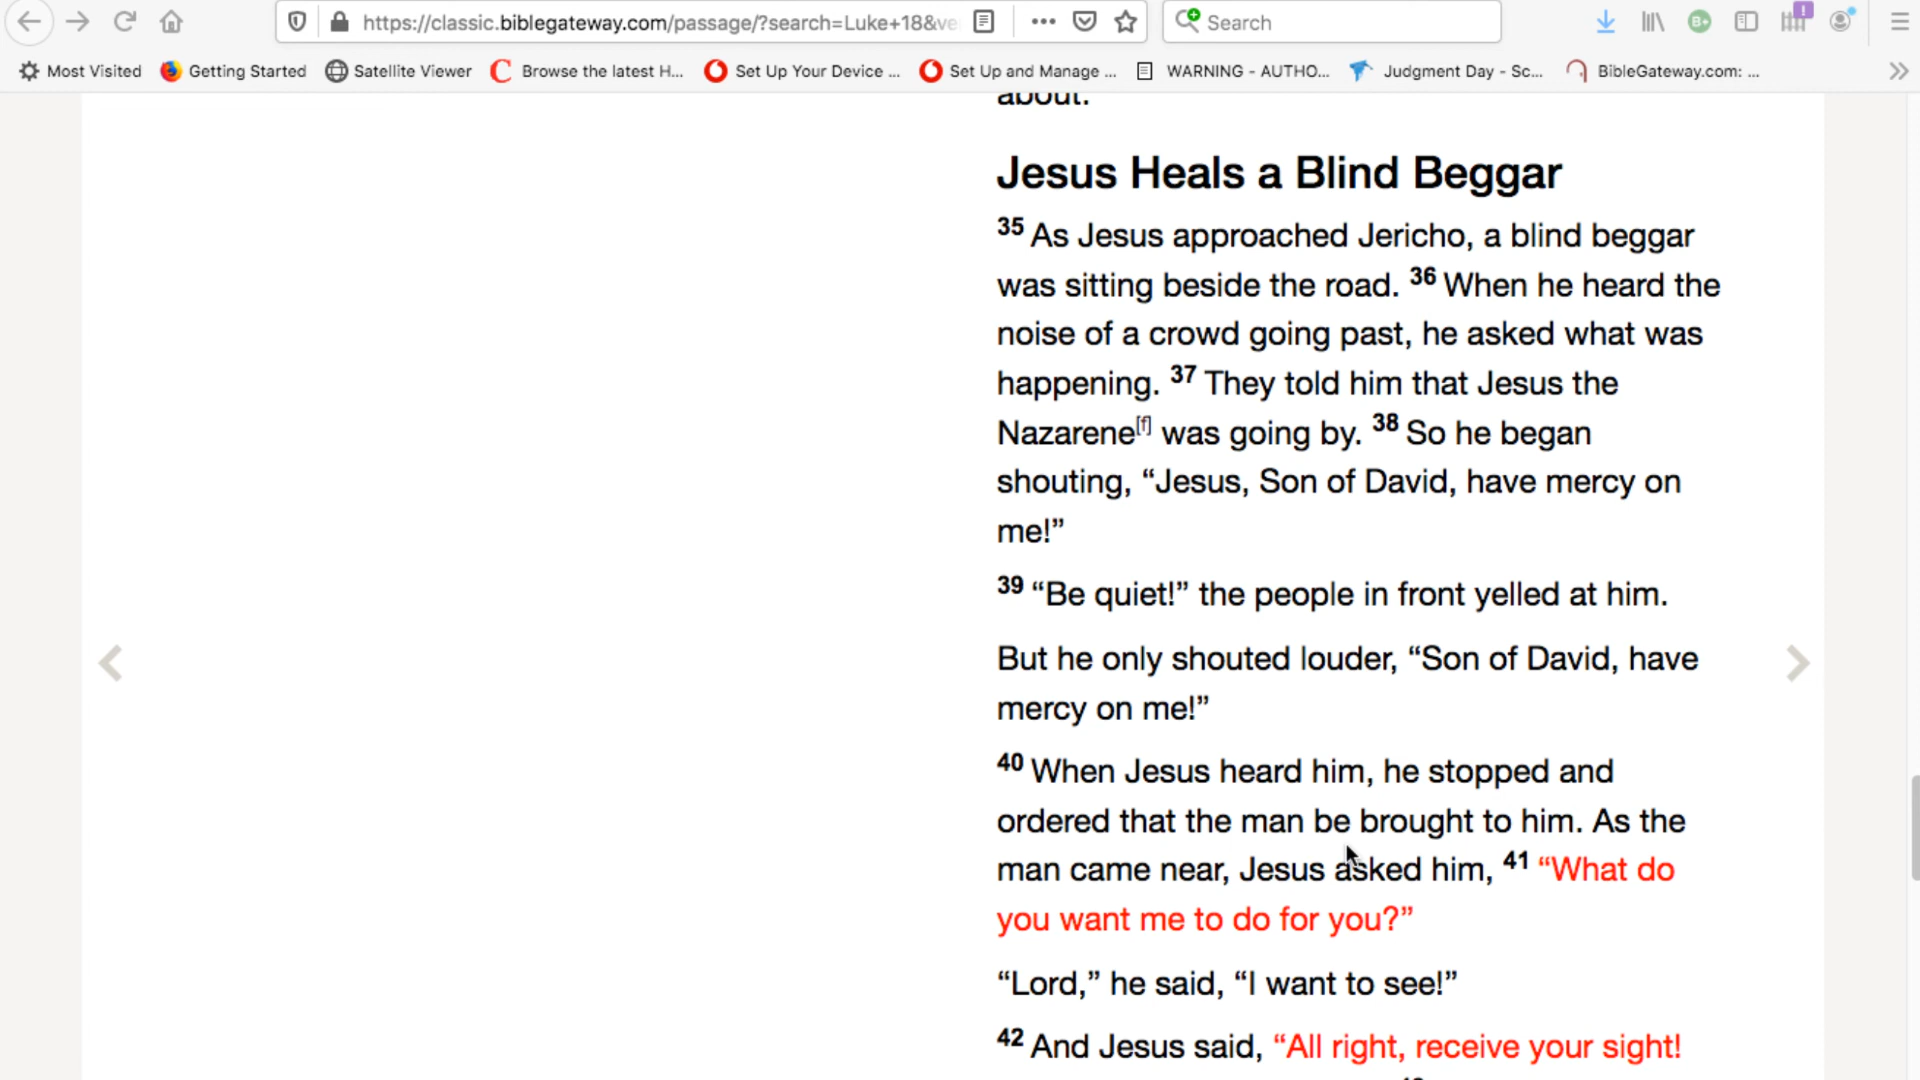 https://classic.biblegateway.com/passage/?search=Luke+18&ve
Search
Most Visited
Getting Started
Satellite Viewer
Browse the latest H...
Set Up Your Device ...
Set Up and Manage ...
WARNING - AUTHO...
Judgment Day - Sc...
BibleGateway.com: ...
about.
Jesus Heals a Blind Beggar
35 As Jesus approached Jericho, a blind beggar
was sitting beside the road. 36 When he heard the
noise of a crowd going past, he asked what was
happening. 37 They told him that Jesus the
Nazarene[f] was going by. 38 So he began
shouting, “Jesus, Son of David, have mercy on
me!”
39 “Be quiet!” the people in front yelled at him.
But he only shouted louder, “Son of David, have
mercy on me!”
40 When Jesus heard him, he stopped and
ordered that the man be brought to him. As the
man came near, Jesus asked him, 41 “What do
you want me to do for you?”
“Lord,” he said, “I want to see!”
42 And Jesus said, “All right, receive your sight!